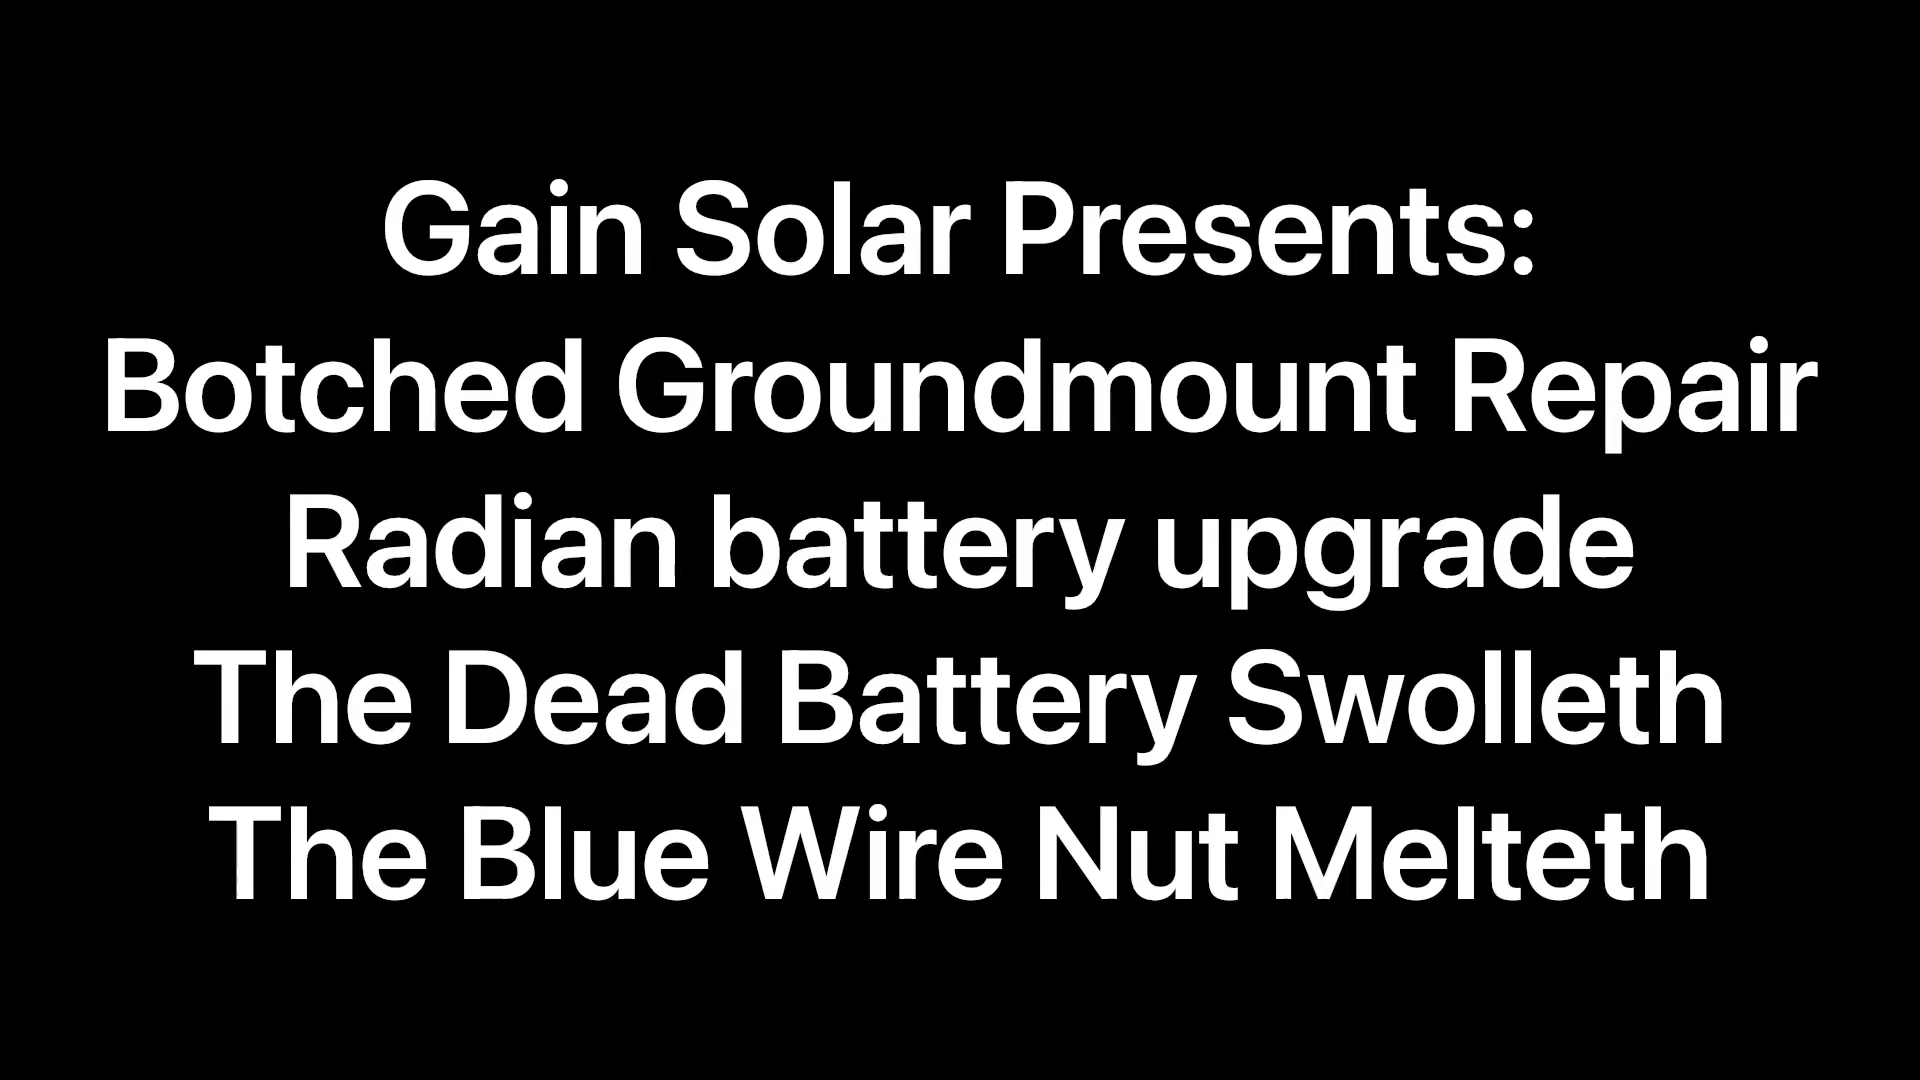 Gain Solar Presents:
Botched Groundmount Repair
Radian battery upgrade
The Dead Battery Swolleth
The Blue Wire Nut Melteth